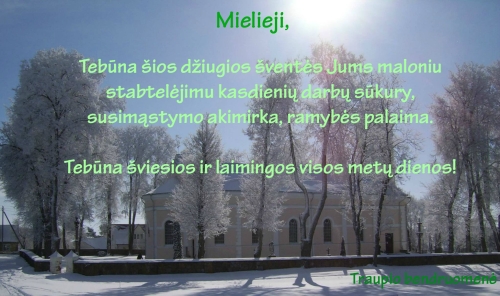 Mielieji,
Tebūna šios džiugios šventės Jums maloniu
stabtelėjimu kasdienių darbų sūkury,
susimąstymo akimirka, ramybės palaima.
Tebūna šviesios ir laimingos visos metų dienos!